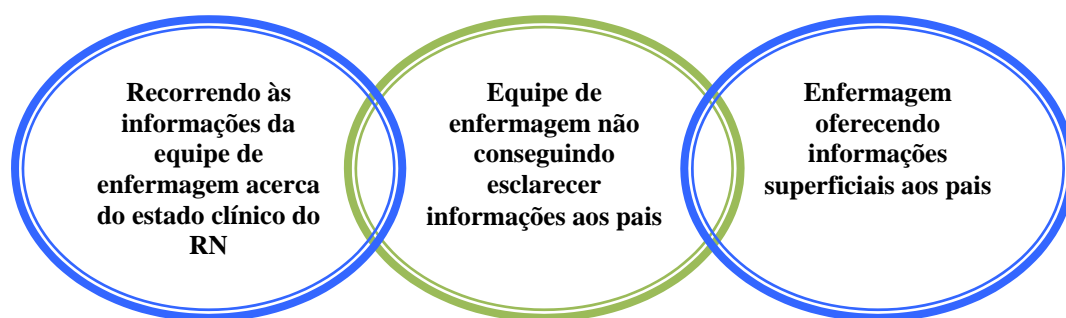 Recorrendo às
informações da
equipe de
enfermagem acerca
do estado clínico do
RN
Equipe de
enfermagem não
conseguindo
esclarecer
informações aos pais
Enfermagem
oferecendo
informações
superficiais aos pais